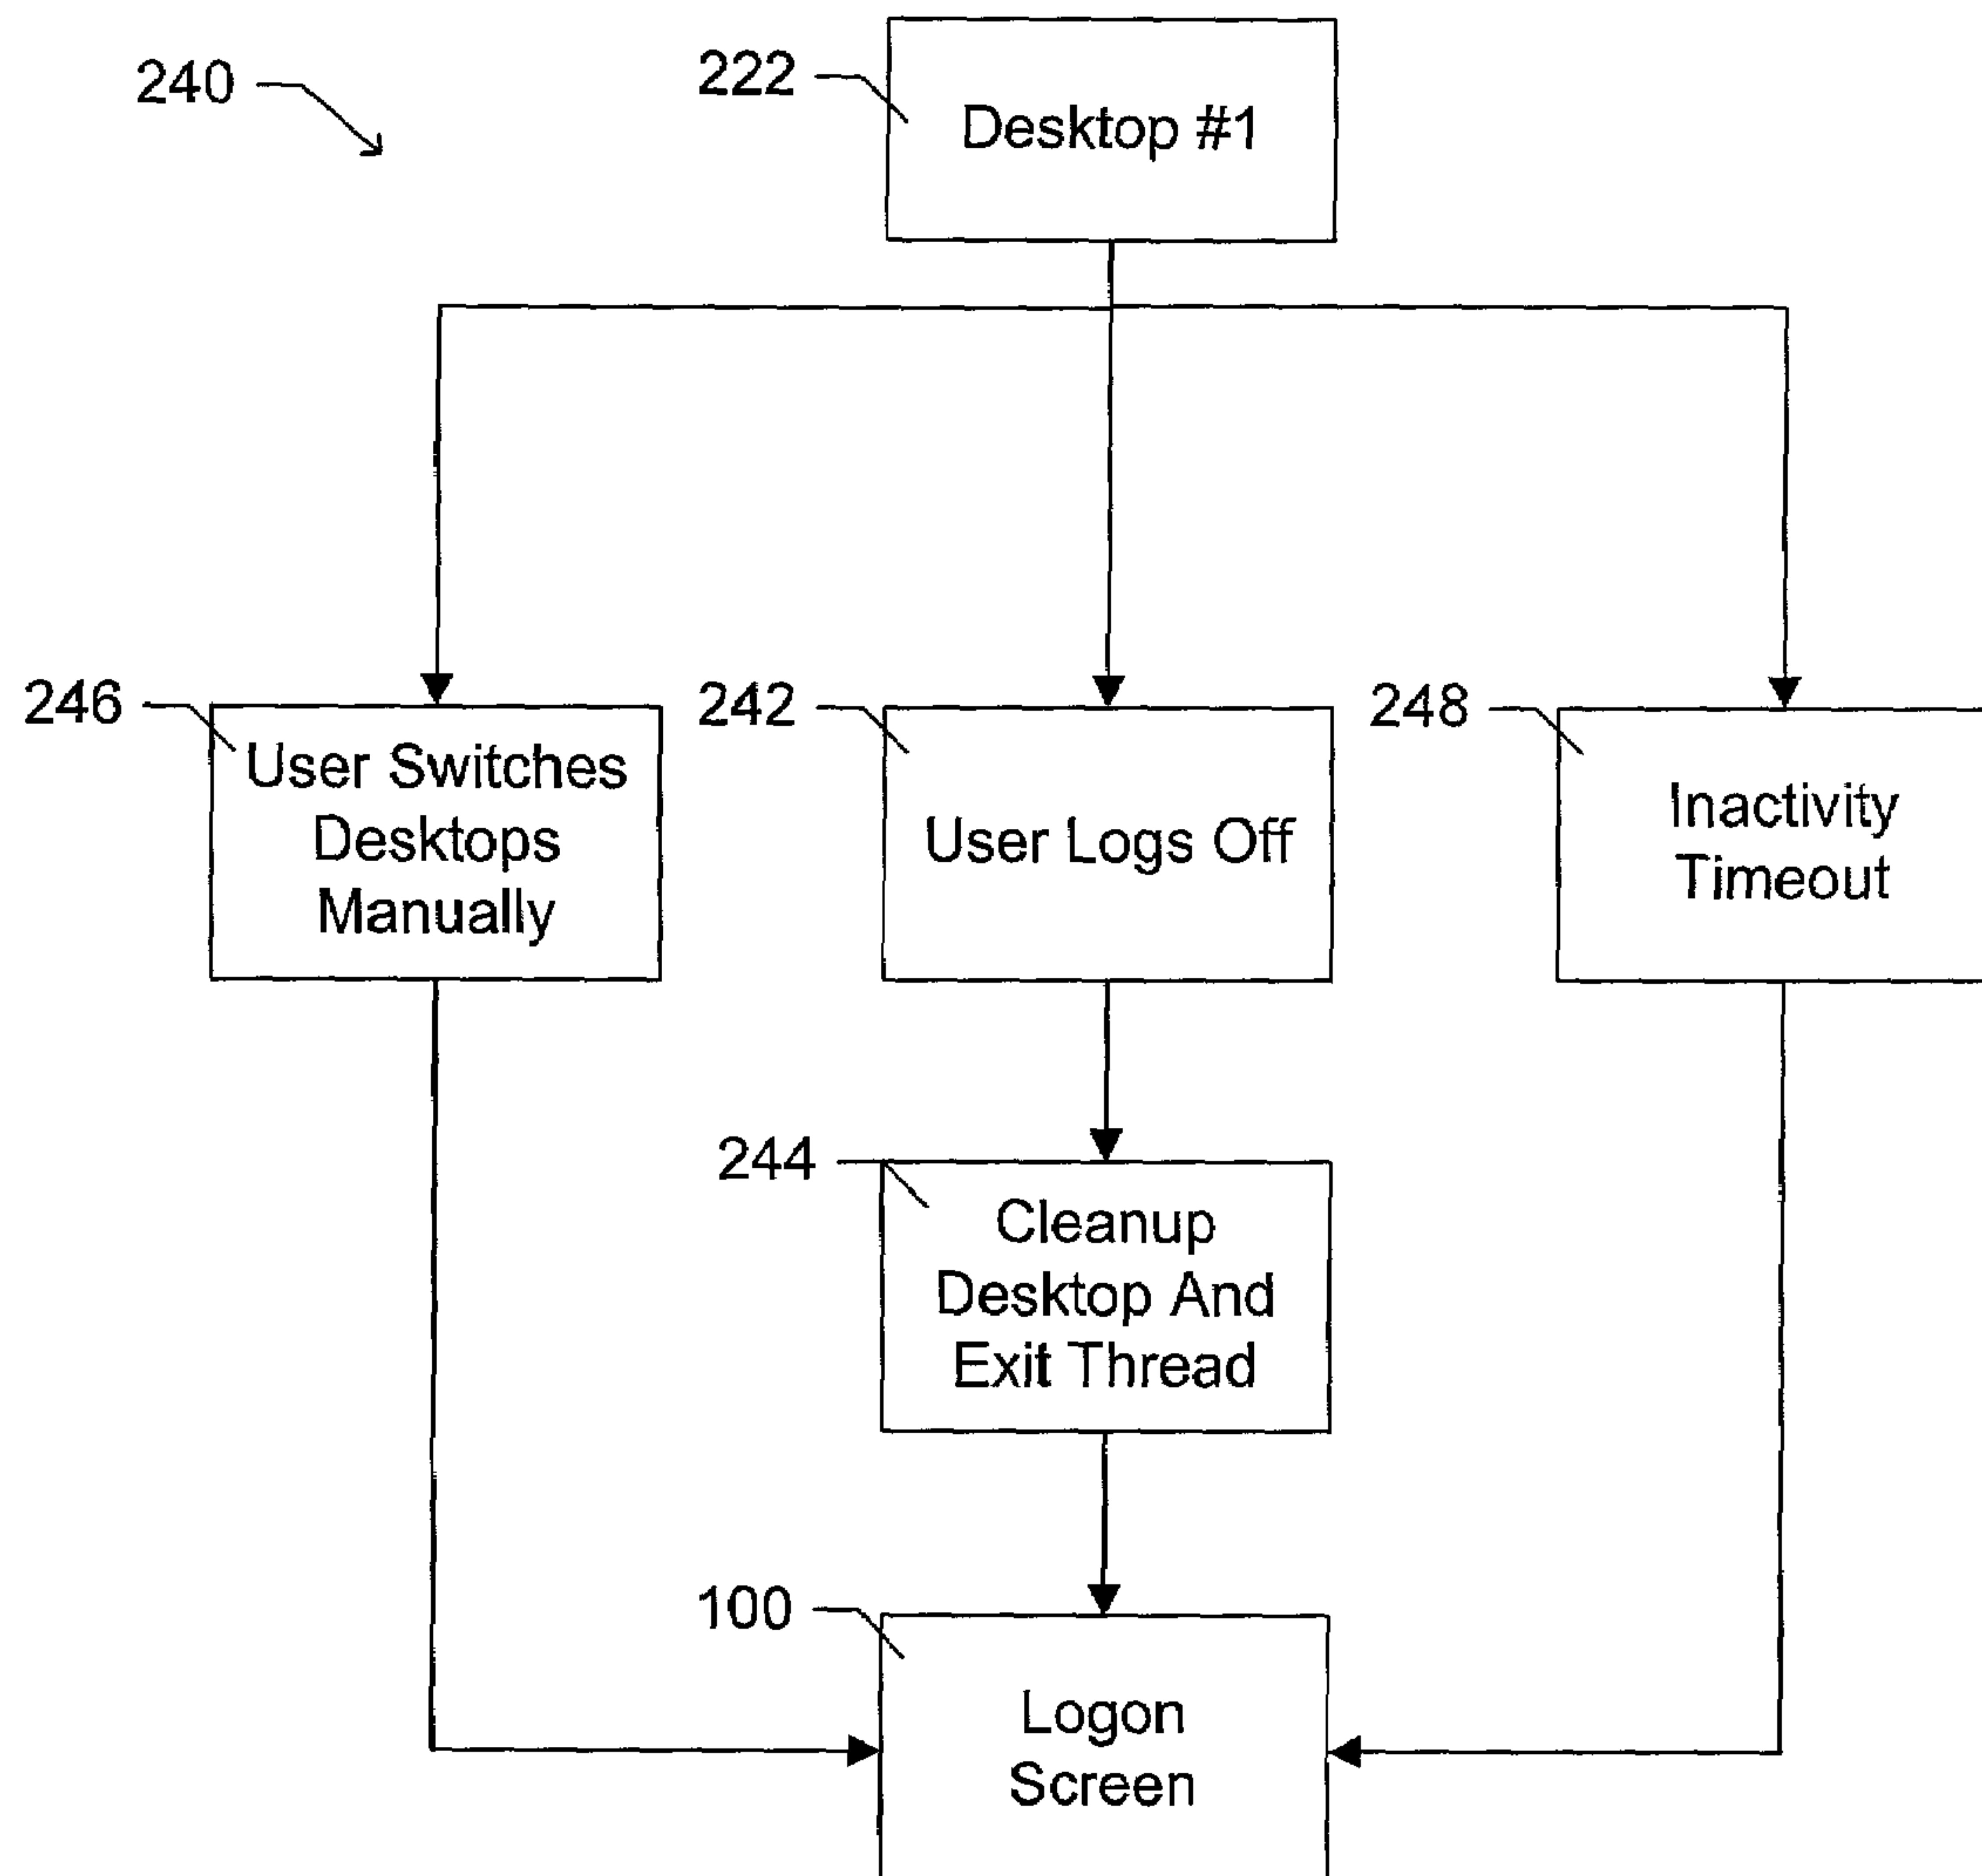 240
222
Desktop #1
246
User Switches
Desktops
Manually
242
User Logs Off
248
Inactivity
Timeout
244
Cleanup
Desktop And
Exit Thread
100
Logon
Screen